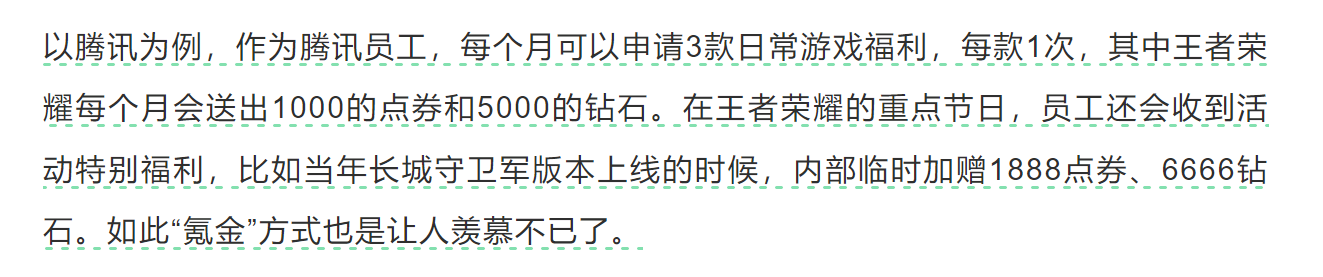 以腾讯为例，作为腾讯员工，每个月可以申请3款日常游戏福利，每款1次，其中王者荣
耀每个月会送出1000的点券和5000的钻石。在王者荣耀的重点节日，员工还会收到活
动特别福利，比如当年长城守卫军版本上线的时候，内部临时加赠1888点券、6666钻
石。如此“氪金”方式也是让人羡慕不已了。